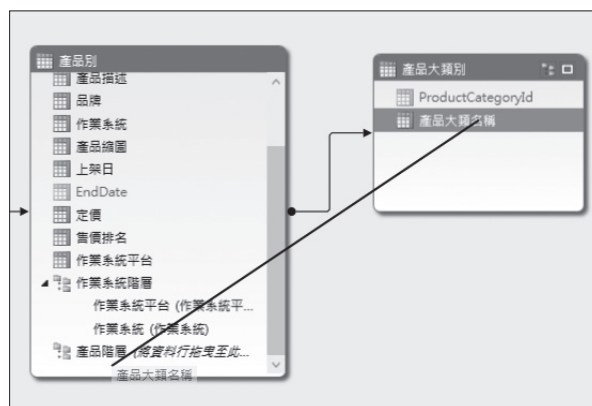 產品別
產品描述
品牌
作業系統
產品縮圖
上架日
EndDate
定價
售價排名
作業系統平台
作業系統階層
作業系統平台 (作業系統平...
作業系統 (作業系統)
產品階層 (將資料行拖曳至此...
產品大類名稱
產品大類別
ProductCategoryId
產品大類名稱